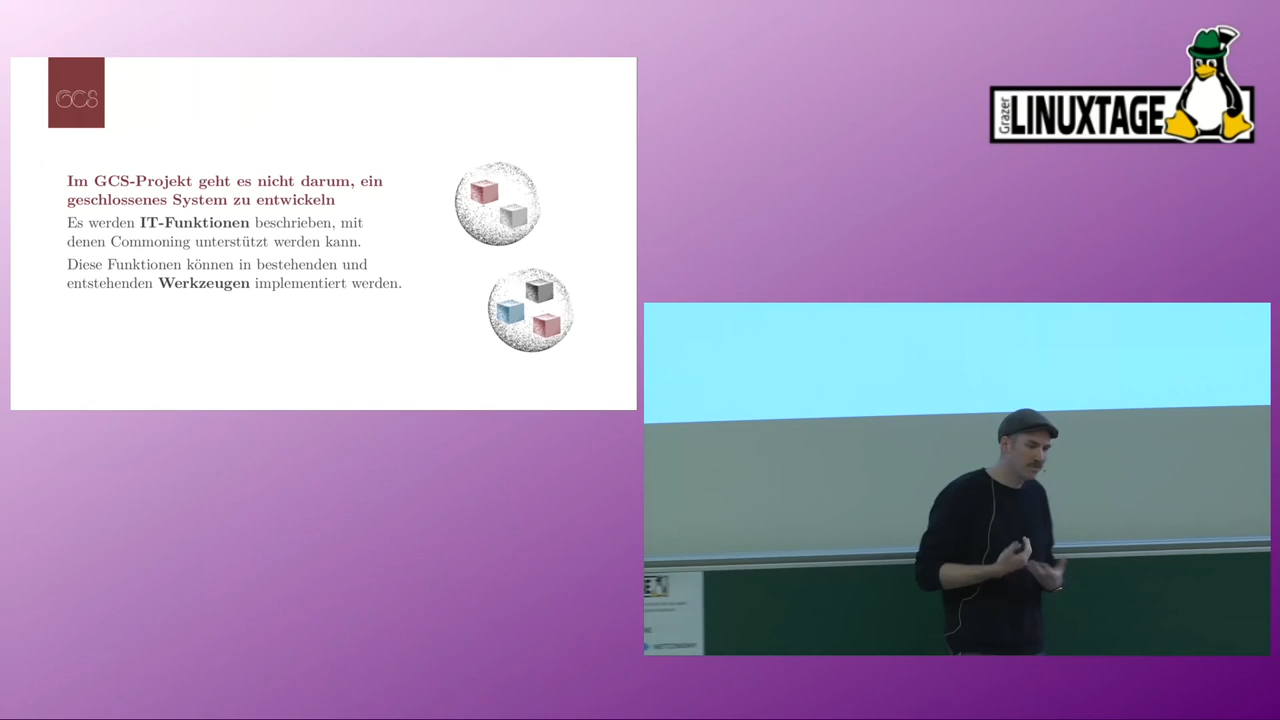 GCS
Im GCS-Projekt geht es nicht darum, ein
geschlossenes System zu entwickeln
Es werden IT-Funktionen beschrieben, mit
denen Commoning unterstützt werden kann.
Diese Funktionen können in bestehenden und
entstehenden Werkzeugen implementiert werden.
Grazer
LINUXTAGE